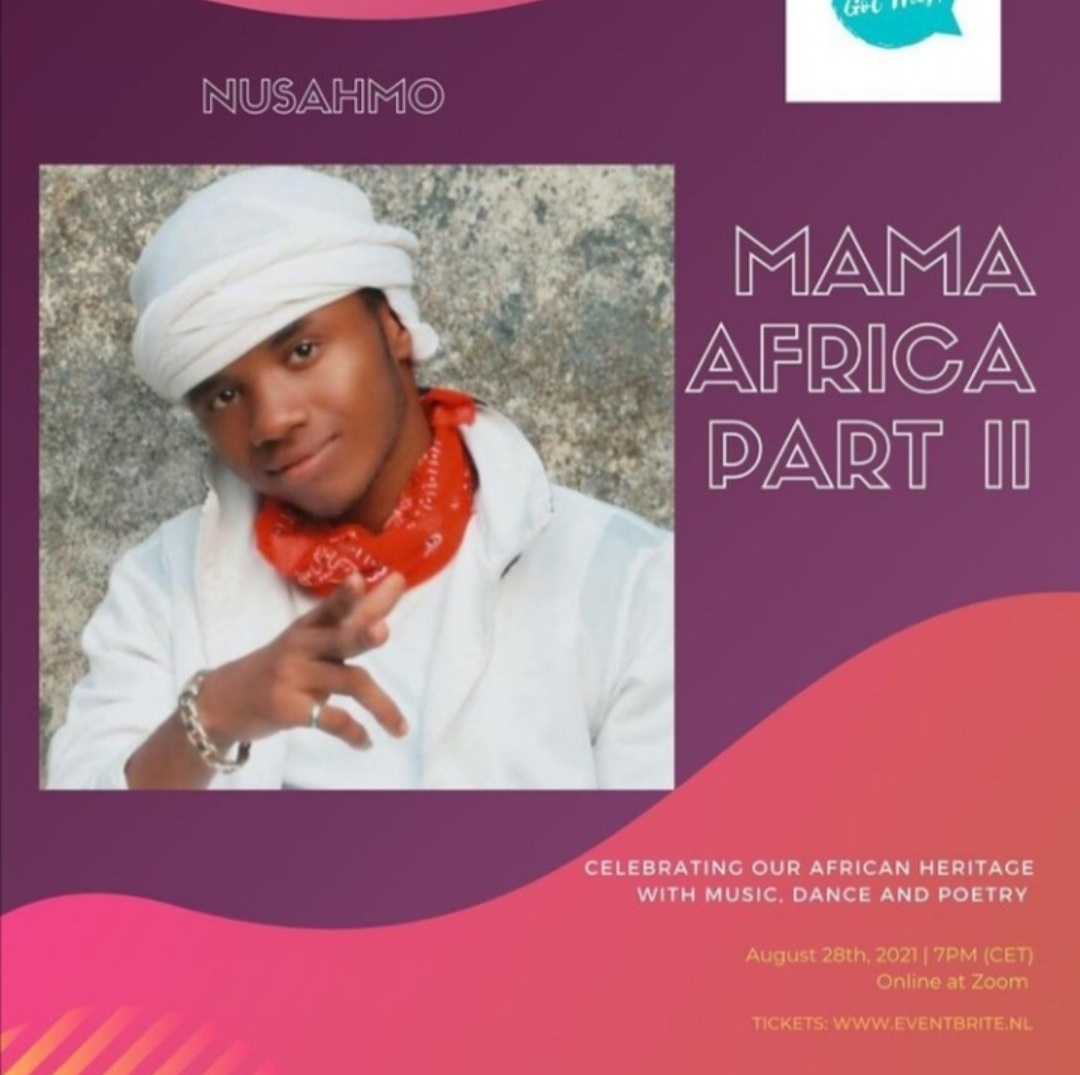 NUSAHMO
MAMA
AFRICA
PART II
CELEBRATING OUR AFRICAN HERITAGE
WITH MUSIC, DANCE AND POETRY
August 28th, 2021 | 7PM (CET)
Online at Zoom
TICKETS: WWW.EVENTBRITE.NL